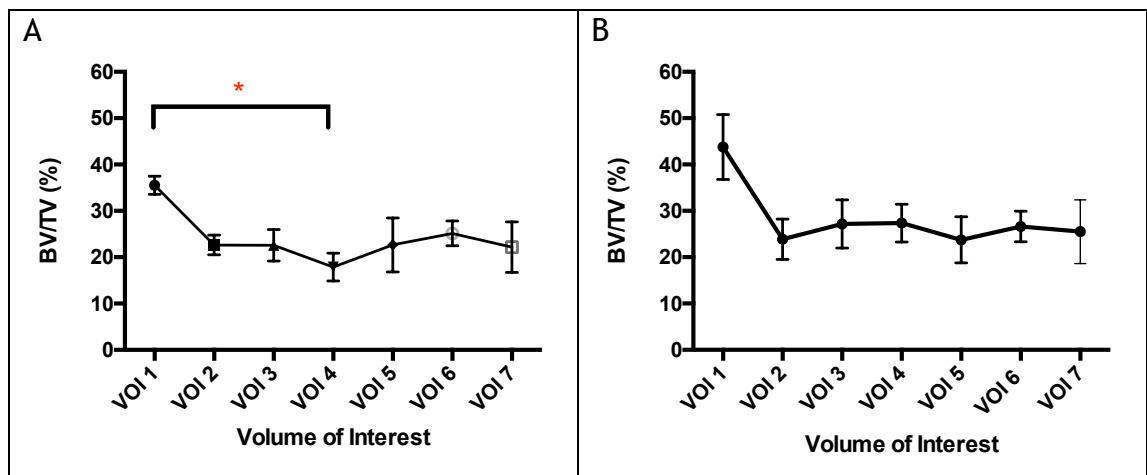 A
60
50
40
30
20
10
0
BV/TV (%)
*
VOI 1
VOI 2
VOI 3
VOI 4
VOI 5
VOI 6
VOI 7
Volume of Interest
B
60
50
40
30
20
10
0
BV/TV (%)
VOI 1
VOI 2
VOI 3
VOI 4
VOI 5
VOI 6
VOI 7
Volume of Interest